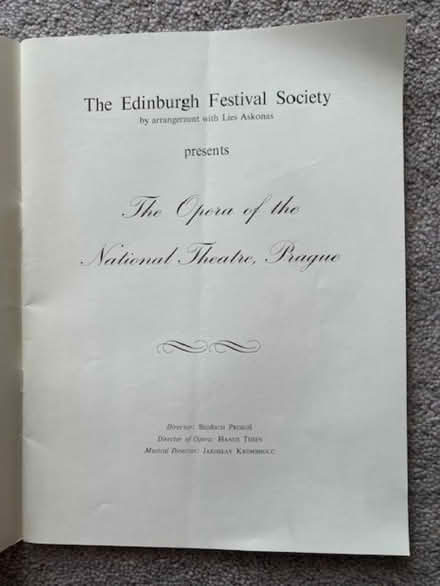 The Edinburgh Festival Society
by arrangement with Lies Askonas
presents
The Opera of the
National Theatre, Prague
Director: Bedřich Prokoš
Director of Opera: Hanuš Thein
Musical Director: Jaroslav Krombholc